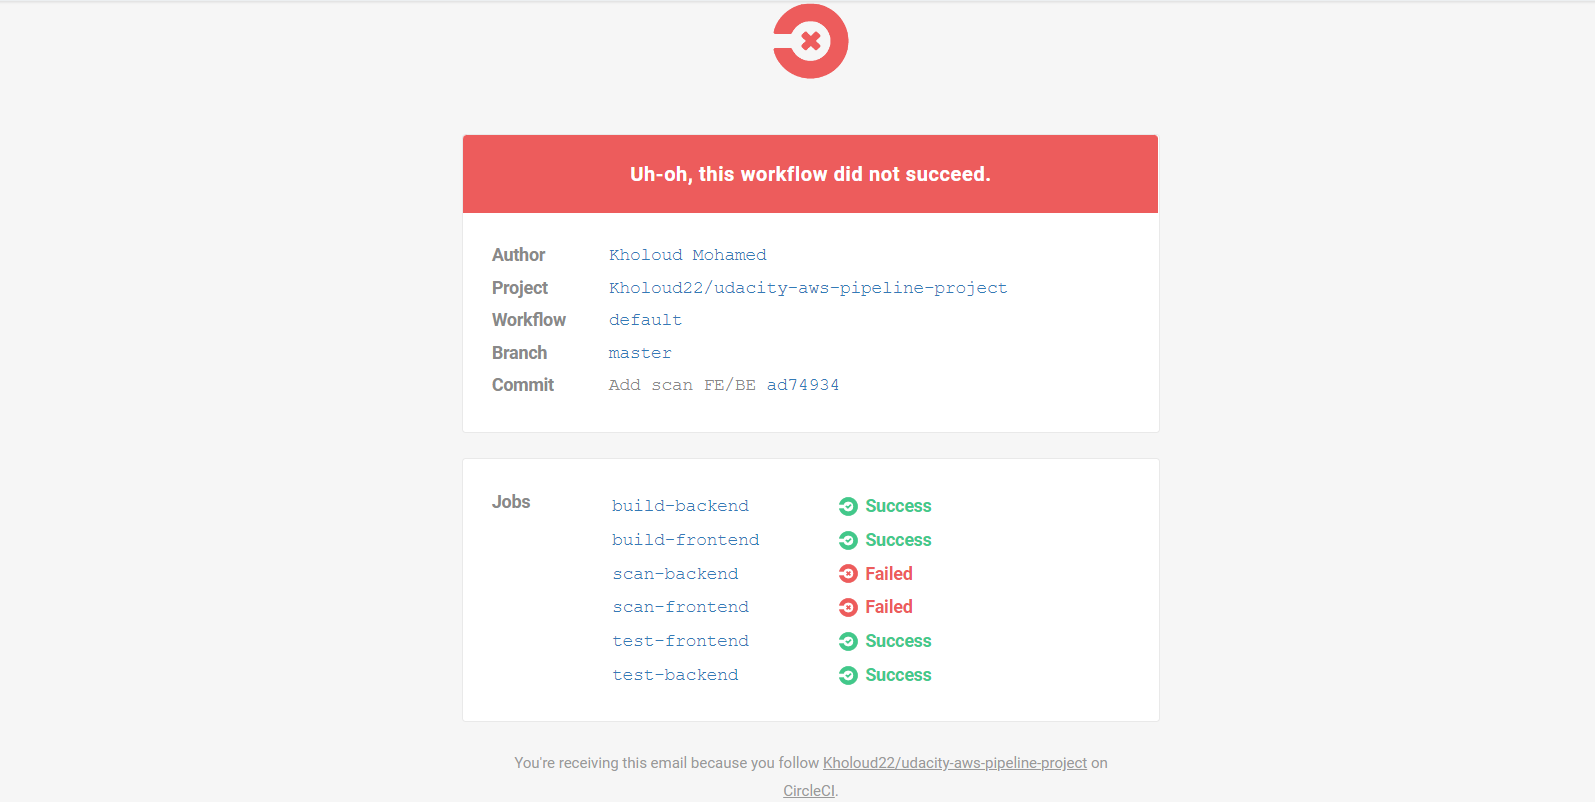 Uh-oh, this workflow did not succeed.
Author Kholoud Mohamed
Project Kholoud22/udacity-aws-pipeline-project
Workflow default
Branch master
Commit Add scan FE/BE ad74934
Jobs build-backend Success
build-frontend Success
scan-backend Failed
scan-frontend Failed
test-frontend Success
test-backend Success
You're receiving this email because you follow Kholoud22/udacity-aws-pipeline-project on
CircleCI.